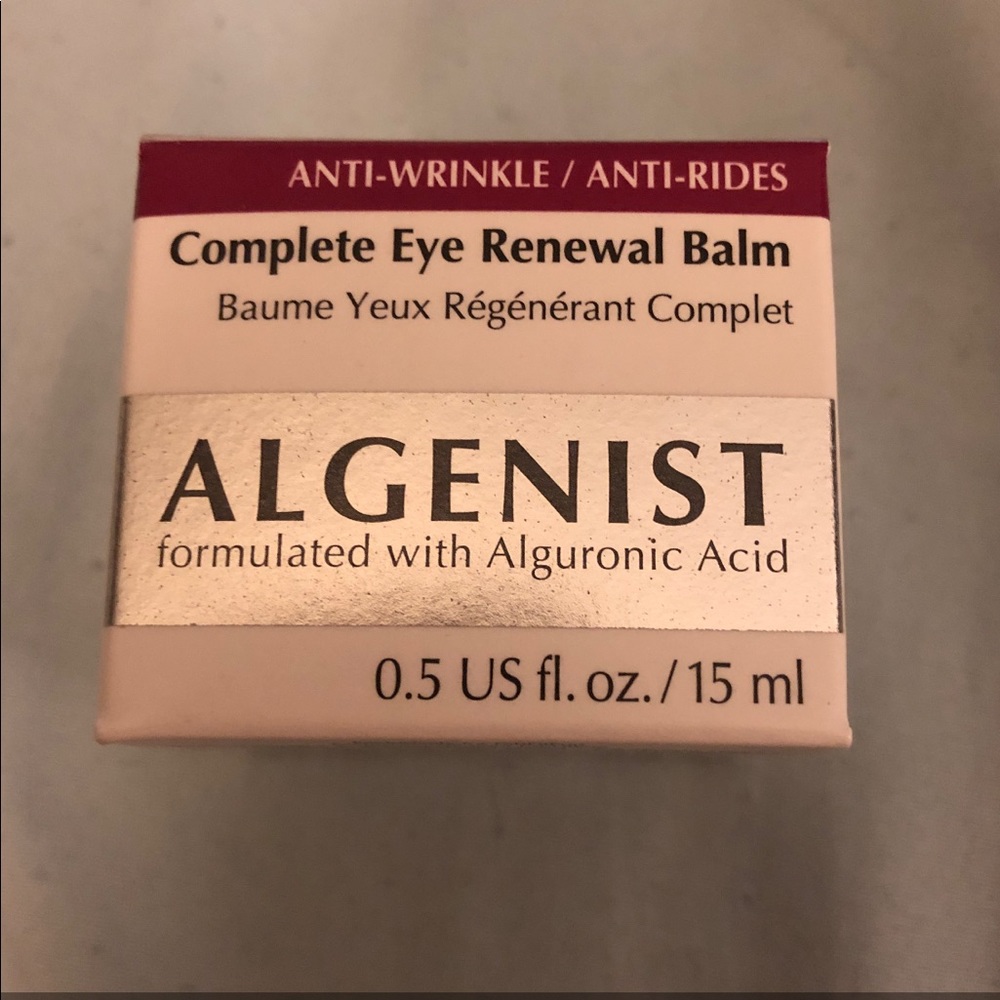 ANTI-WRINKLE / ANTI-RIDES
Complete Eye Renewal Balm
Baume Yeux Régénérant Complet
ALGENIST
formulated with Alguronic Acid
0.5 US fl. oz. / 15 ml